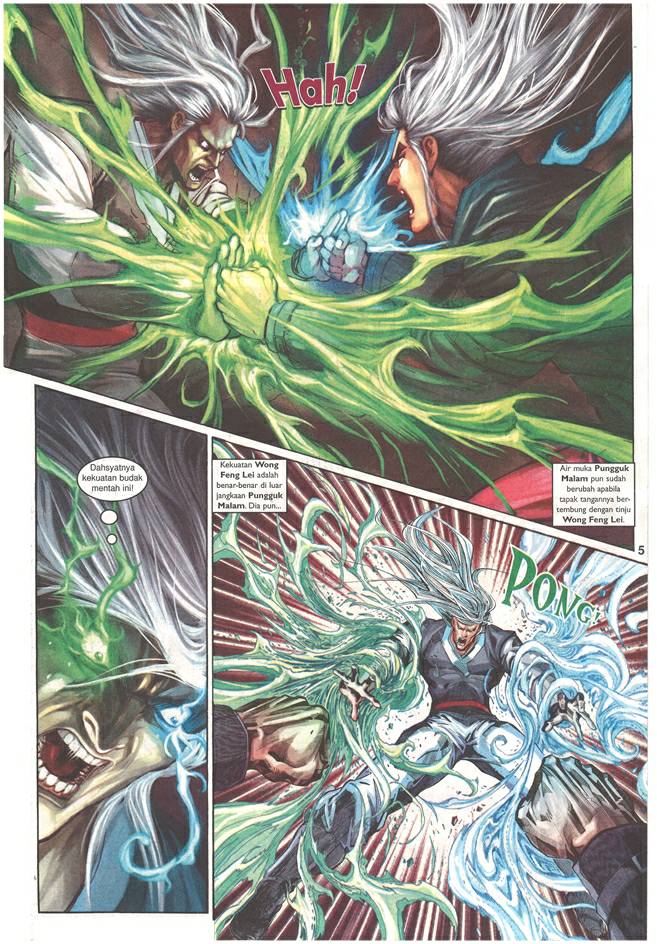 Hah!
Air muka Pungguk
Malam pun sudah
berubah apabila
tapak tangannya ber-
tembung dengan tinju
Wong Feng Lei.
Dahsyatnya
kekuatan budak
mentah ini!
Kekuatan Wong
Feng Lei adalah
benar-benar di luar
jangkaan Pungguk
Malam. Dia pun...
PONG!
5